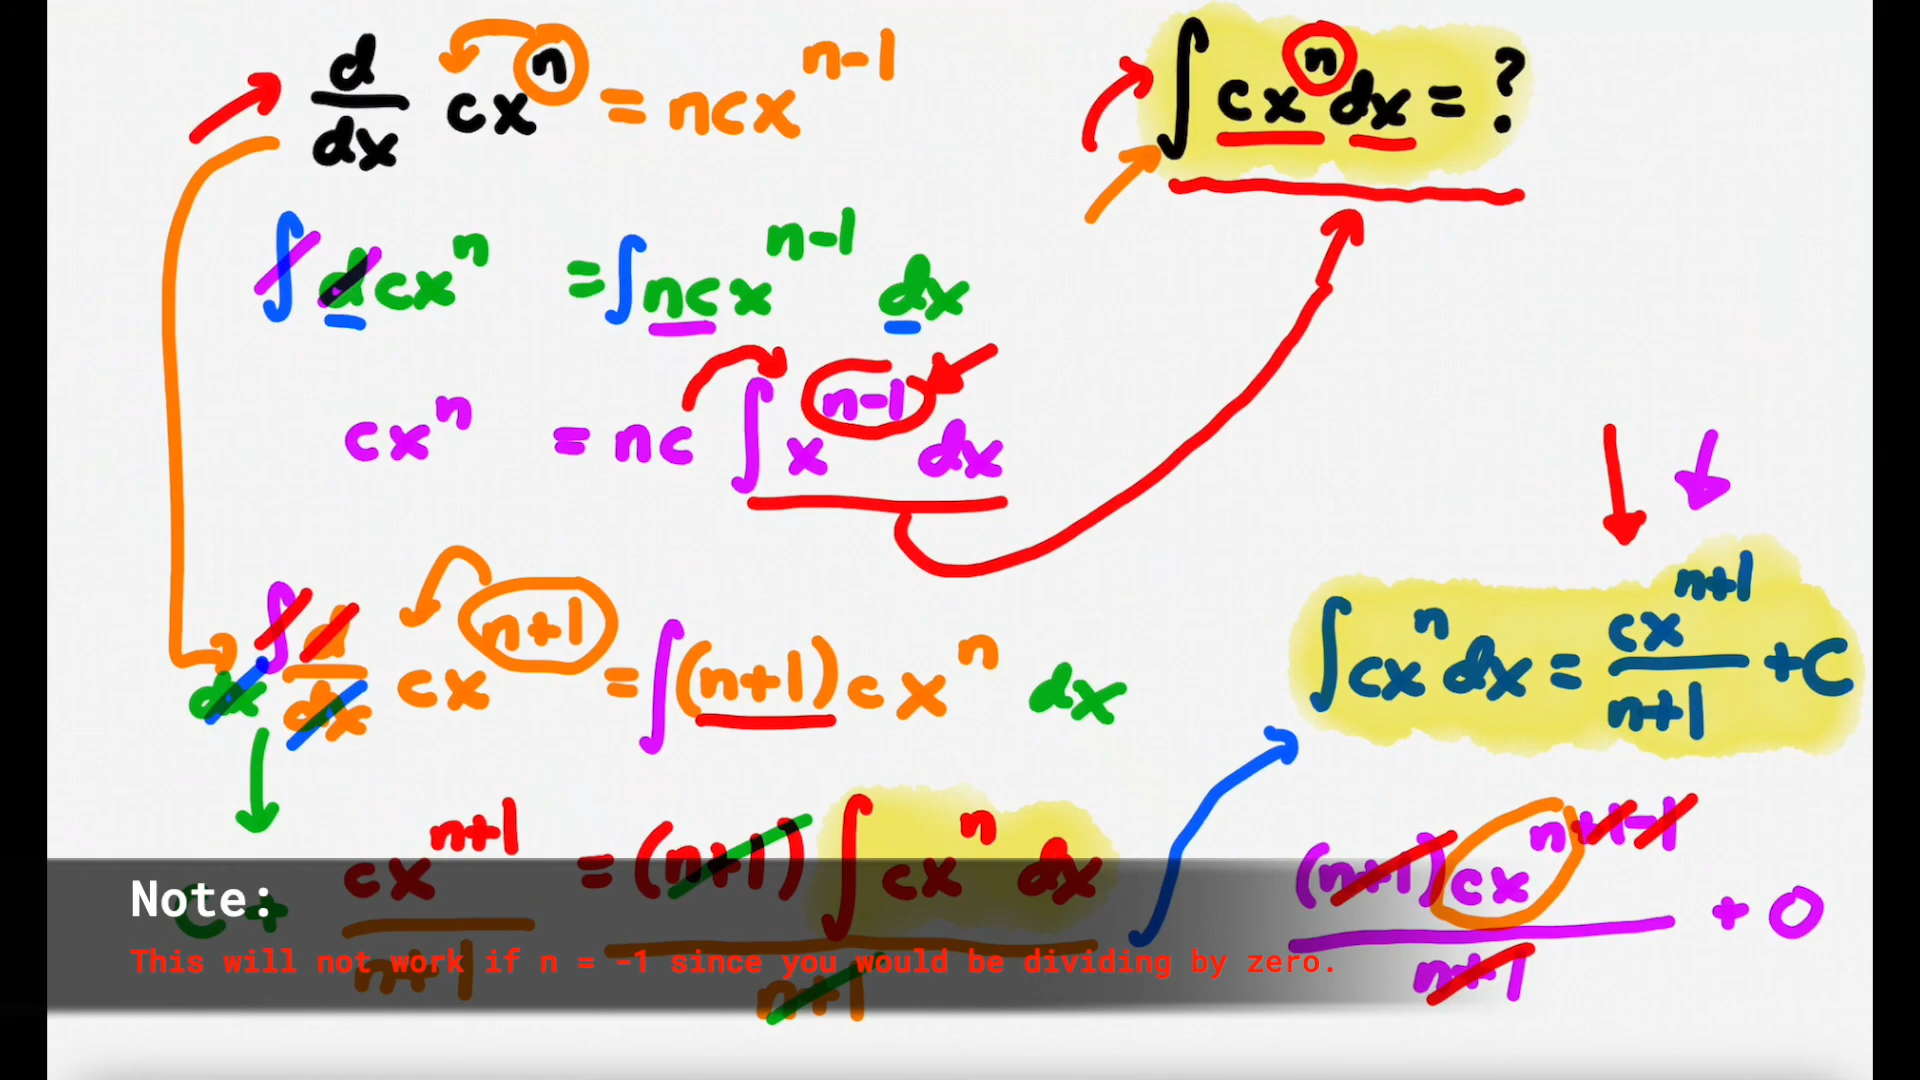 d/dx cx^n = ncx^(n-1)
∫ cx^n dx = ?
∫ d cx^n = ∫ ncx^(n-1) dx
cx^n = nc ∫ x^(n-1) dx
∫ dx d/dx cx^(n+1) = ∫ (n+1) cx^n dx
∫ cx^n dx = cx^(n+1)/(n+1) + C
C + cx^(n+1)/(n+1) = (n+1) ∫ cx^n dx/(n+1)
(n+1) cx^(n+1-1)/(n+1) + 0
Note:
This will not work if n = -1 since you would be dividing by zero.